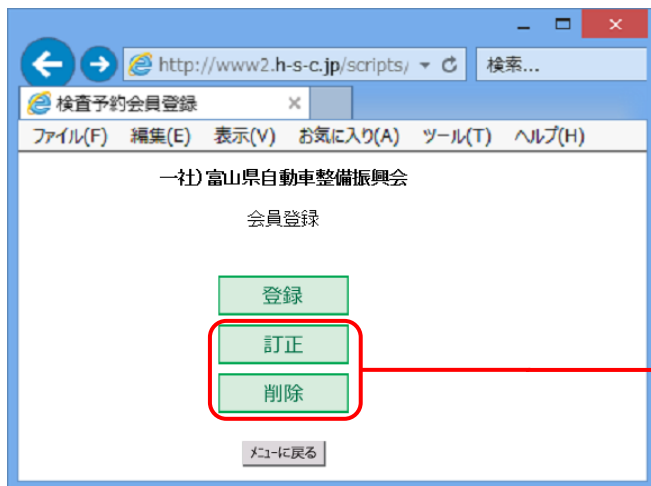 http://www2.h-s-c.jp/scripts/
検索...
検査予約会員登録
ファイル(F) 編集(E) 表示(V) お気に入り(A) ツール(T) ヘルプ(H)
一社)富山県自動車整備振興会
会員登録
登録
訂正
削除
ﾒﾆｭｰに戻る